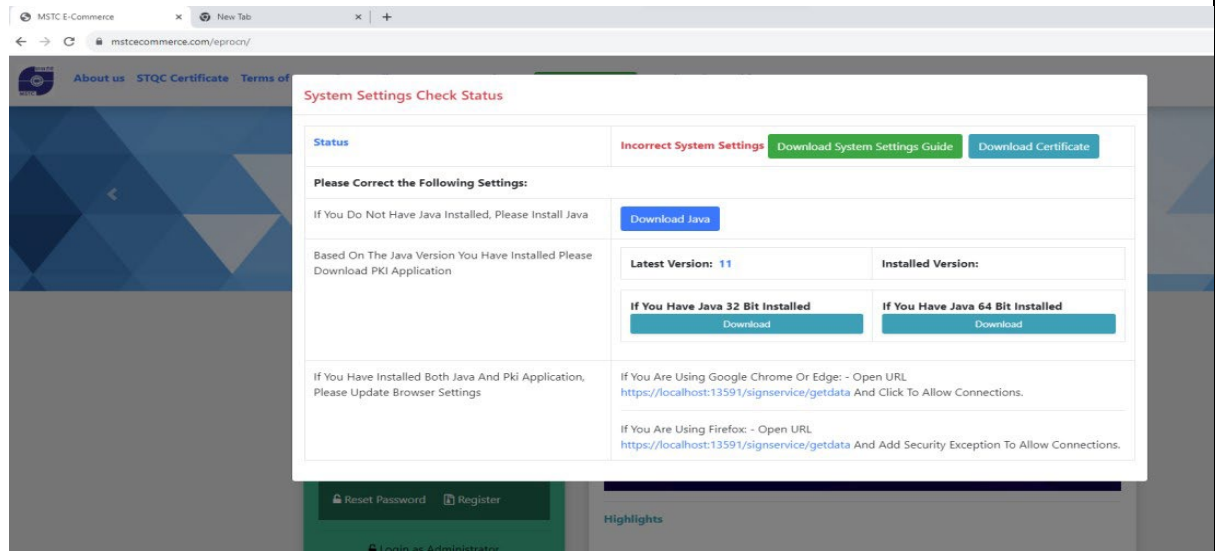 MSTC E-Commerce
New Tab
mstcecommerce.com/eprocn/
MSTC
About us STQC Certificate Terms of
System Settings Check Status
Status
Incorrect System Settings Download System Settings Guide Download Certificate
Please Correct the Following Settings:
If You Do Not Have Java Installed, Please Install Java
Download Java
Based On The Java Version You Have Installed Please
Download PKI Application
Latest Version: 11
Installed Version:
If You Have Java 32 Bit Installed
Download
If You Have Java 64 Bit Installed
Download
If You Have Installed Both Java And Pki Application,
Please Update Browser Settings
If You Are Using Google Chrome Or Edge: - Open URL
https://localhost:13591/signservice/getdata And Click To Allow Connections.
If You Are Using Firefox: - Open URL
https://localhost:13591/signservice/getdata And Add Security Exception To Allow Connections.
Reset Password Register
Highlights
Login as Administrator